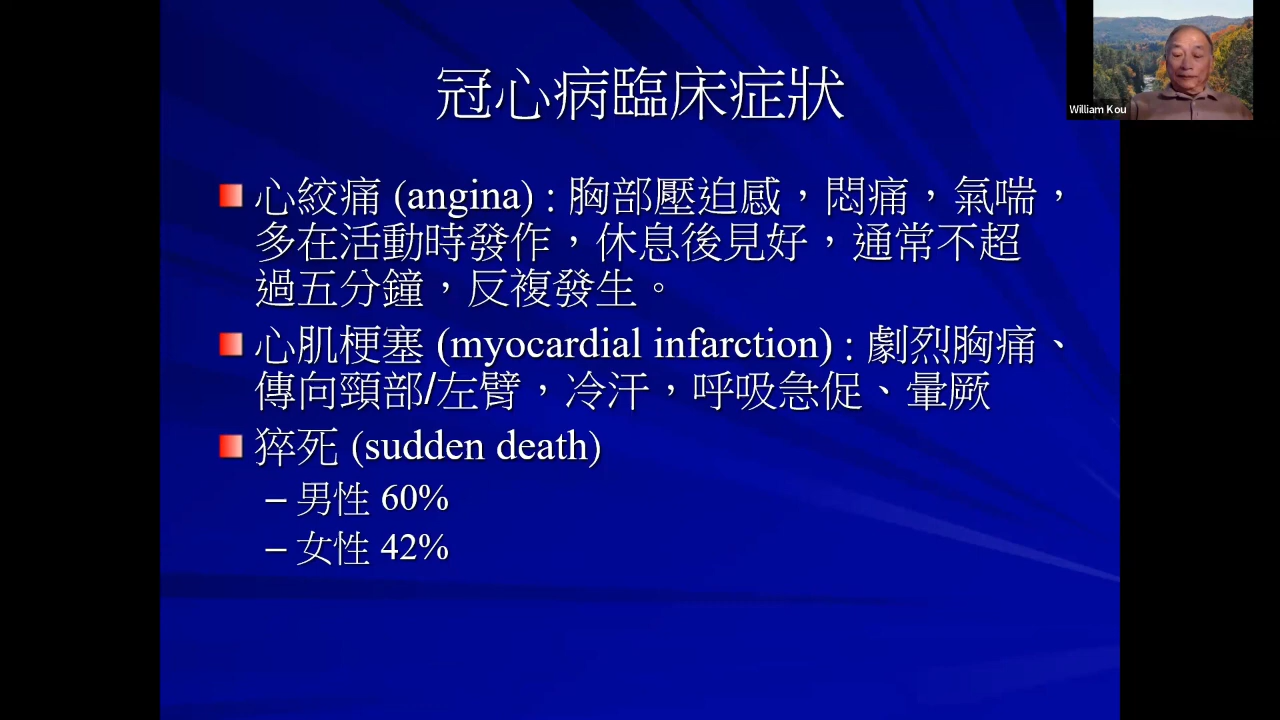 冠心病臨床症狀
William Kou
心絞痛 (angina) : 胸部壓迫感，悶痛，氣喘，
多在活動時發作，休息後見好，通常不超
過五分鐘，反複發生。
心肌梗塞 (myocardial infarction) : 劇烈胸痛、
傳向頸部/左臂，冷汗，呼吸急促、暈厥
猝死 (sudden death)
– 男性 60%
– 女性 42%